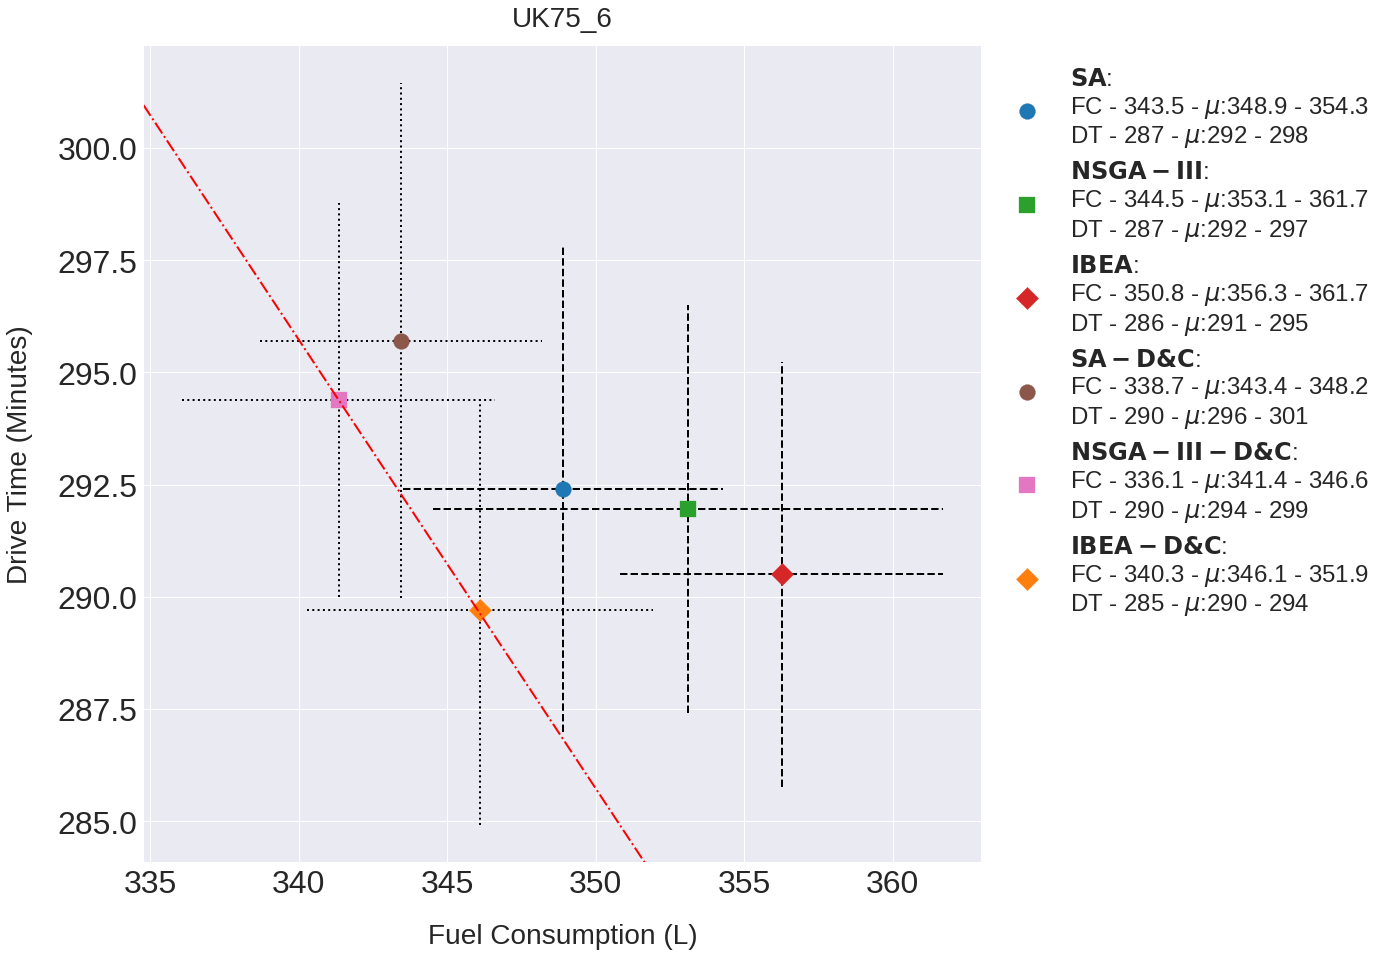 UK75_6
300.0
297.5
295.0
292.5
290.0
287.5
285.0
Drive Time (Minutes)
335 340 345 350 355 360
Fuel Consumption (L)
SA:
FC - 343.5 - μ:348.9 - 354.3
DT - 287 - μ:292 - 298
NSGA − III:
FC - 344.5 - μ:353.1 - 361.7
DT - 287 - μ:292 - 297
IBEA:
FC - 350.8 - μ:356.3 - 361.7
DT - 286 - μ:291 - 295
SA − D&C:
FC - 338.7 - μ:343.4 - 348.2
DT - 290 - μ:296 - 301
NSGA − III − D&C:
FC - 336.1 - μ:341.4 - 346.6
DT - 290 - μ:294 - 299
IBEA − D&C:
FC - 340.3 - μ:346.1 - 351.9
DT - 285 - μ:290 - 294